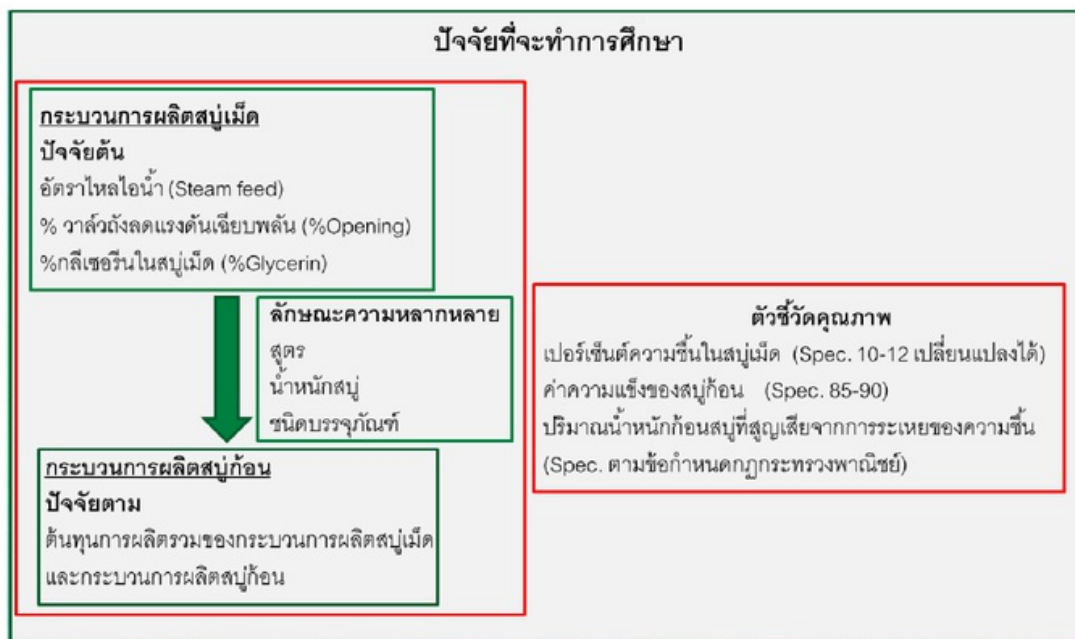 ปัจจัยที่จะทำการศึกษา
กระบวนการผลิตสบู่เม็ด
ปัจจัยต้น
อัตราไหลไอน้ำ (Steam feed)
% วาล์วถังลดแรงดันเฉียบพลัน (%Opening)
%กลีเซอรีนในสบู่เม็ด (%Glycerin)
ลักษณะความหลากหลาย
สูตร
น้ำหนักสบู่
ชนิดบรรจุภัณฑ์
กระบวนการผลิตสบู่ก้อน
ปัจจัยตาม
ต้นทุนการผลิตรวมของกระบวนการผลิตสบู่เม็ด
และกระบวนการผลิตสบู่ก้อน
ตัวชี้วัดคุณภาพ
เปอร์เซ็นต์ความชื้นในสบู่เม็ด (Spec. 10-12 เปลี่ยนแปลงได้)
ค่าความแข็งของสบู่ก้อน (Spec. 85-90)
ปริมาณน้ำหนักก้อนสบู่ที่สูญเสียจากการระเหยของความชื้น
(Spec. ตามข้อกำหนดกฎกระทรวงพาณิชย์)